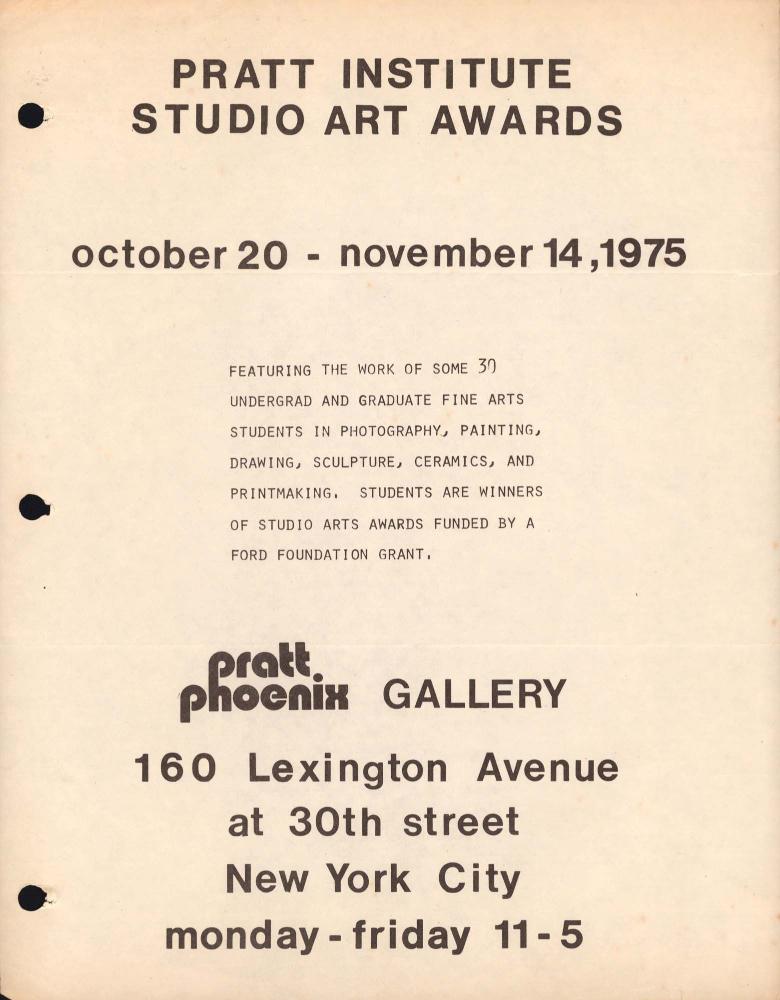 PRATT INSTITUTE
STUDIO ART AWARDS
october 20 - november 14,1975
FEATURING THE WORK OF SOME 30
UNDERGRAD AND GRADUATE FINE ARTS
STUDENTS IN PHOTOGRAPHY, PAINTING,
DRAWING, SCULPTURE, CERAMICS, AND
PRINTMAKING. STUDENTS ARE WINNERS
OF STUDIO ARTS AWARDS FUNDED BY A
FORD FOUNDATION GRANT.
pratt
phoenix GALLERY
160 Lexington Avenue
at 30th street
New York City
monday-friday 11-5